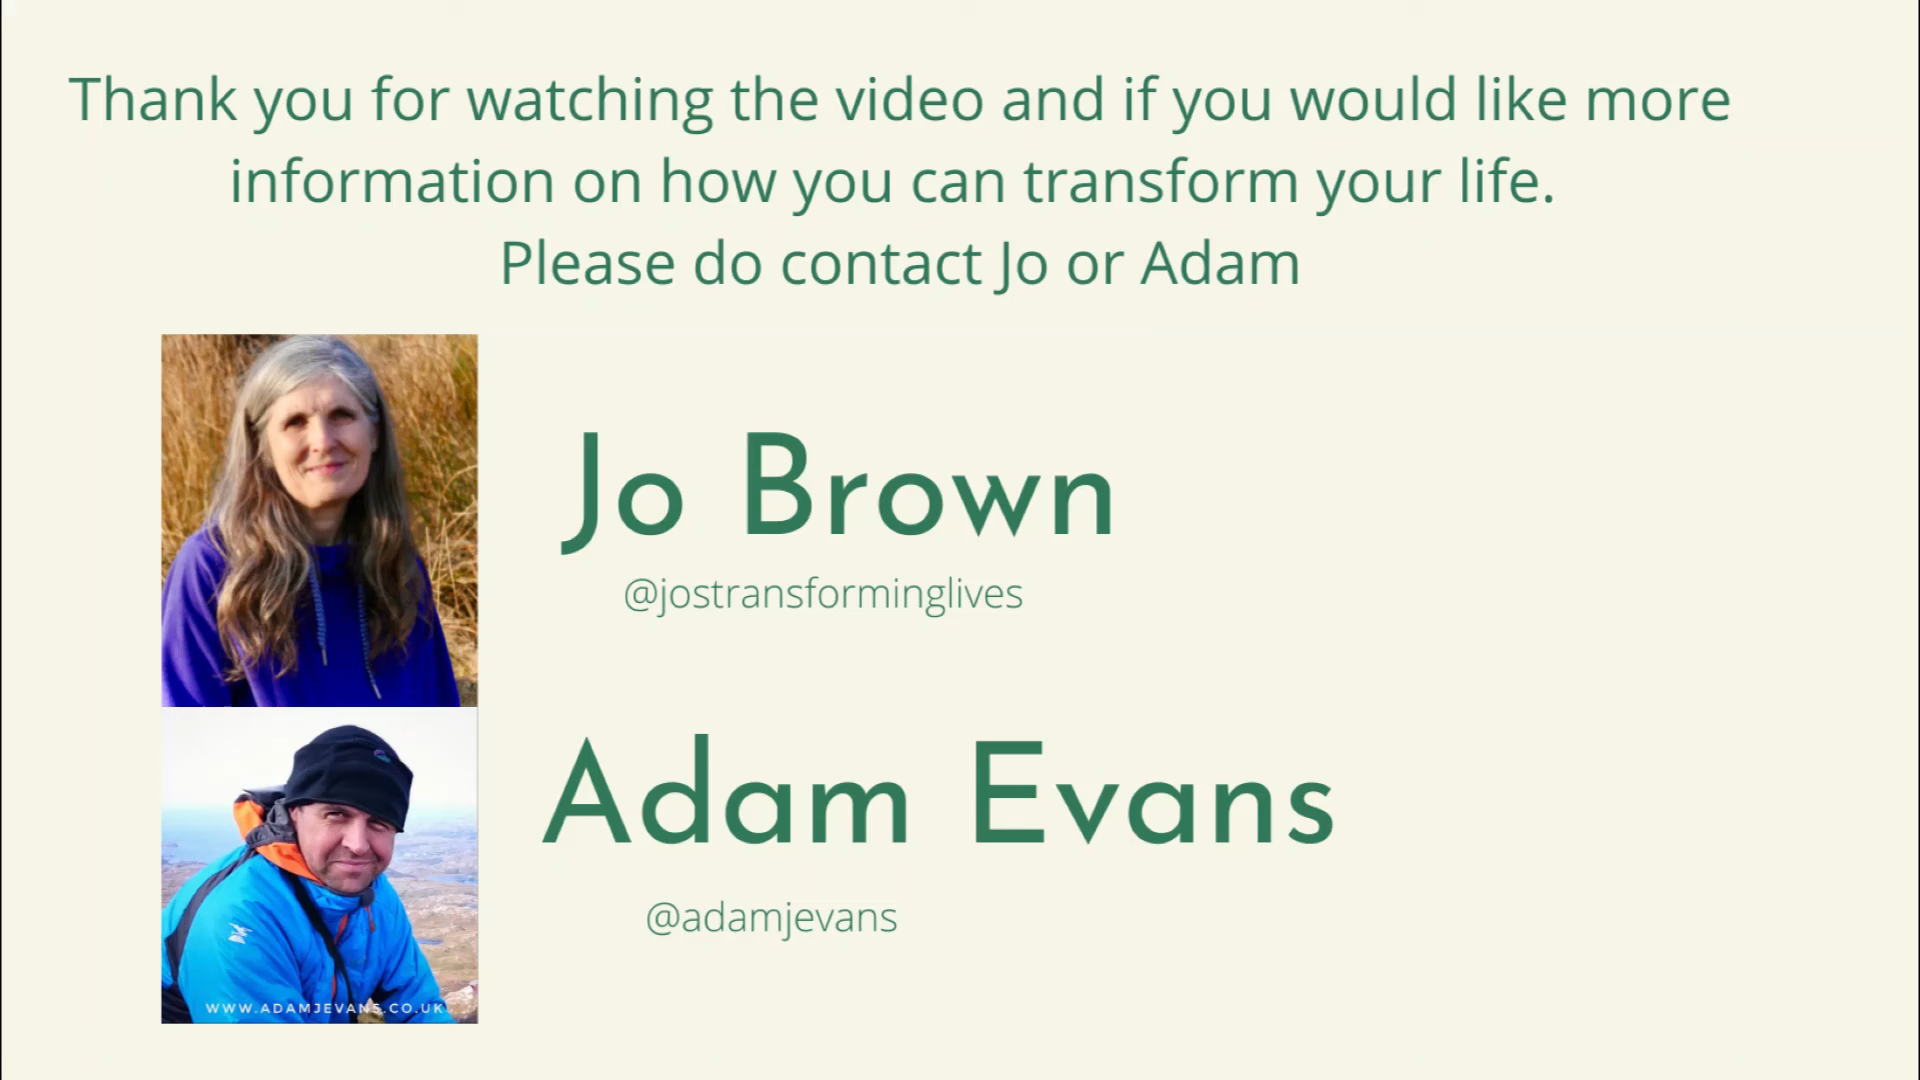 Thank you for watching the video and if you would like more
information on how you can transform your life.
Please do contact Jo or Adam
Jo Brown
@jostransforminglives
Adam Evans
@adamjevans
WWW.ADAMJEVANS.CO.UK